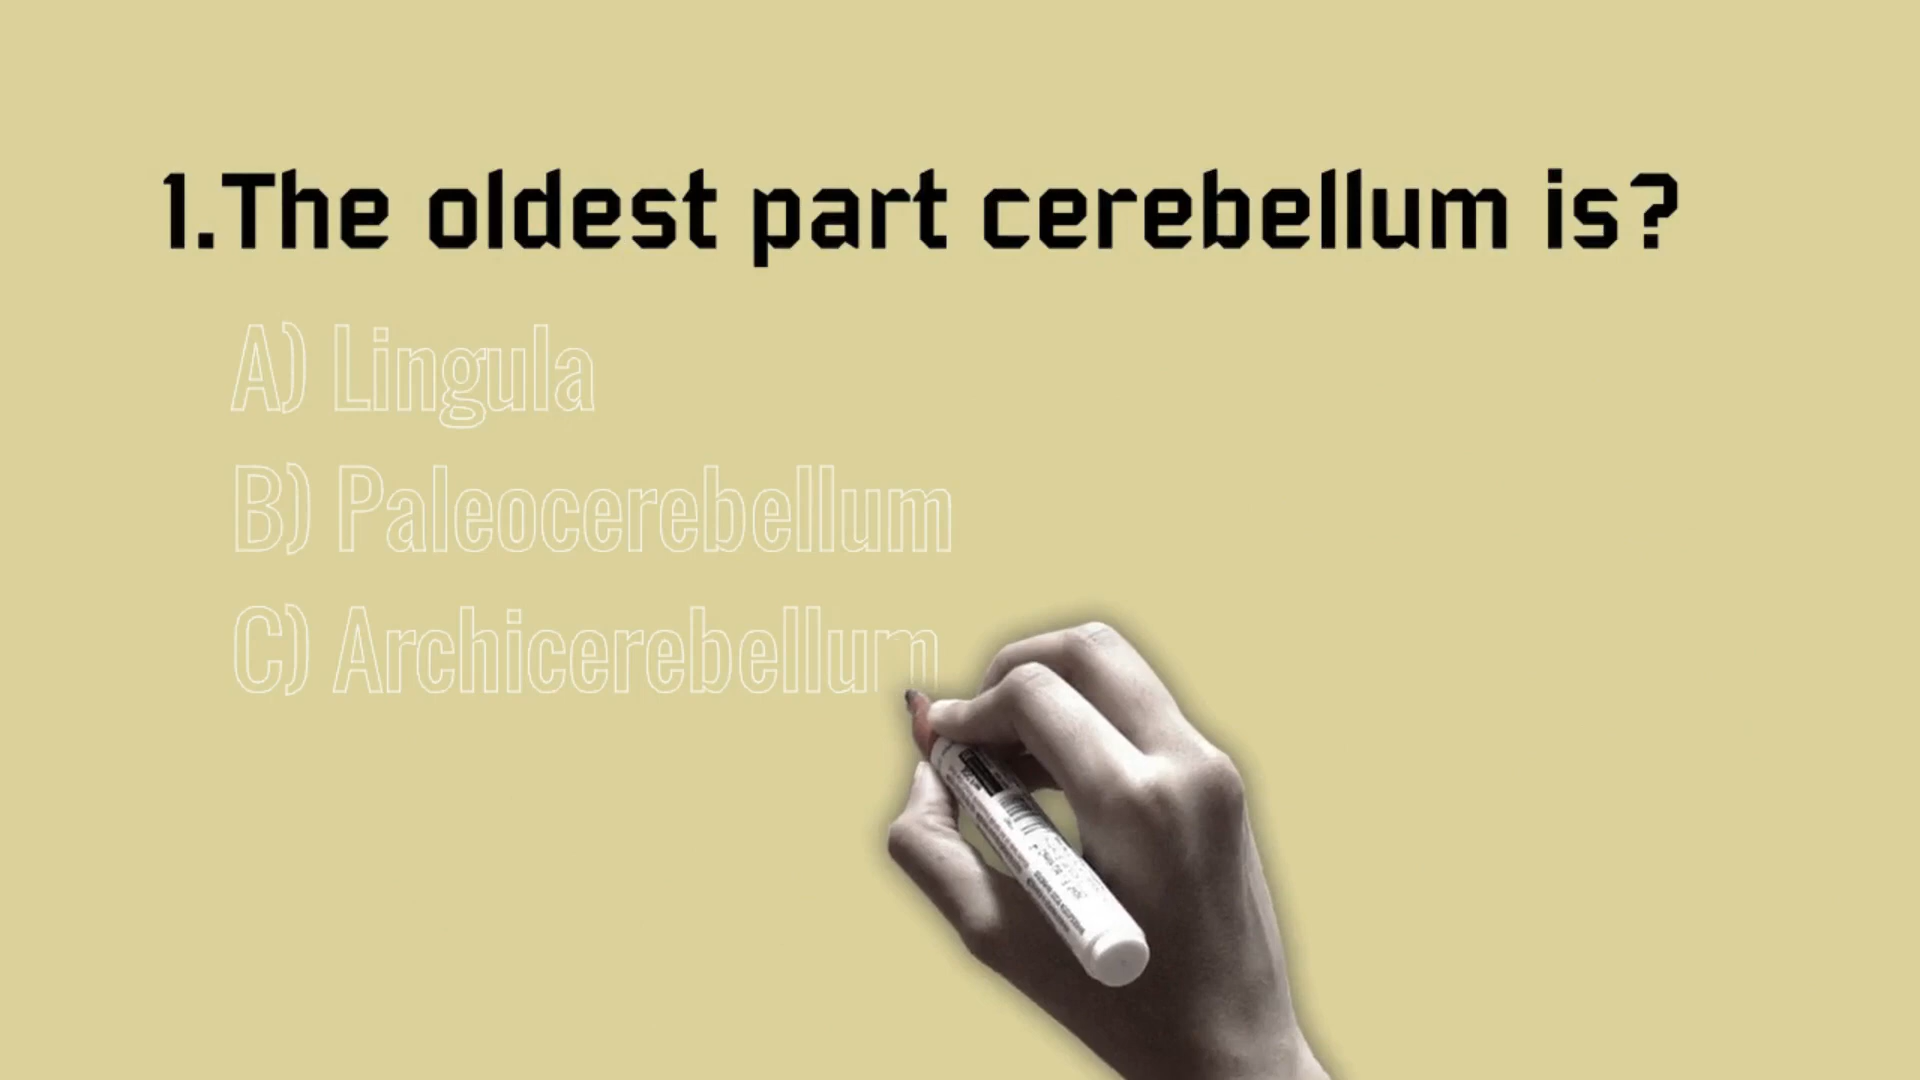 1.The oldest part cerebellum is?
A) Lingula
B) Paleocerebellum
C) Archicerebellum